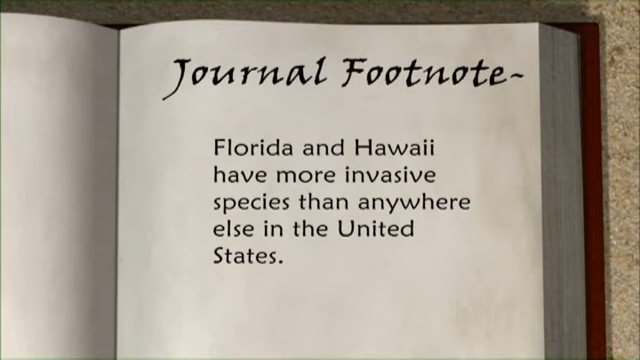 Journal Footnote-
Florida and Hawaii
have more invasive
species than anywhere
else in the United
States.